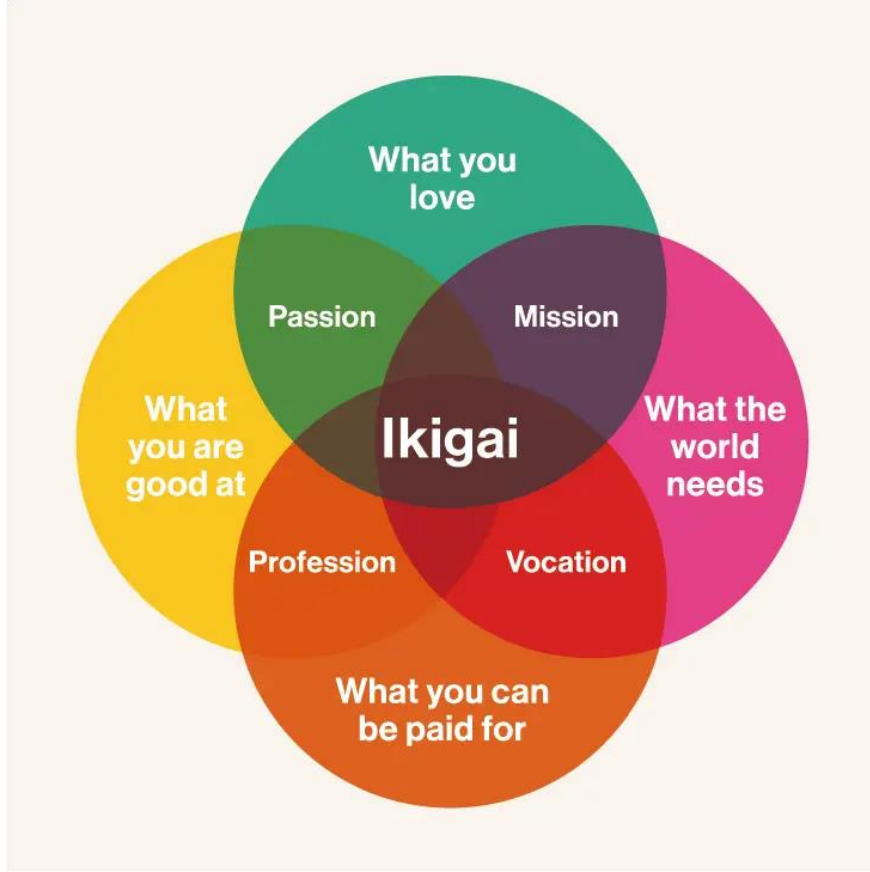 What you
love
Passion
Mission
What
you are
good at
Ikigai
What the
world
needs
Profession
Vocation
What you can
be paid for